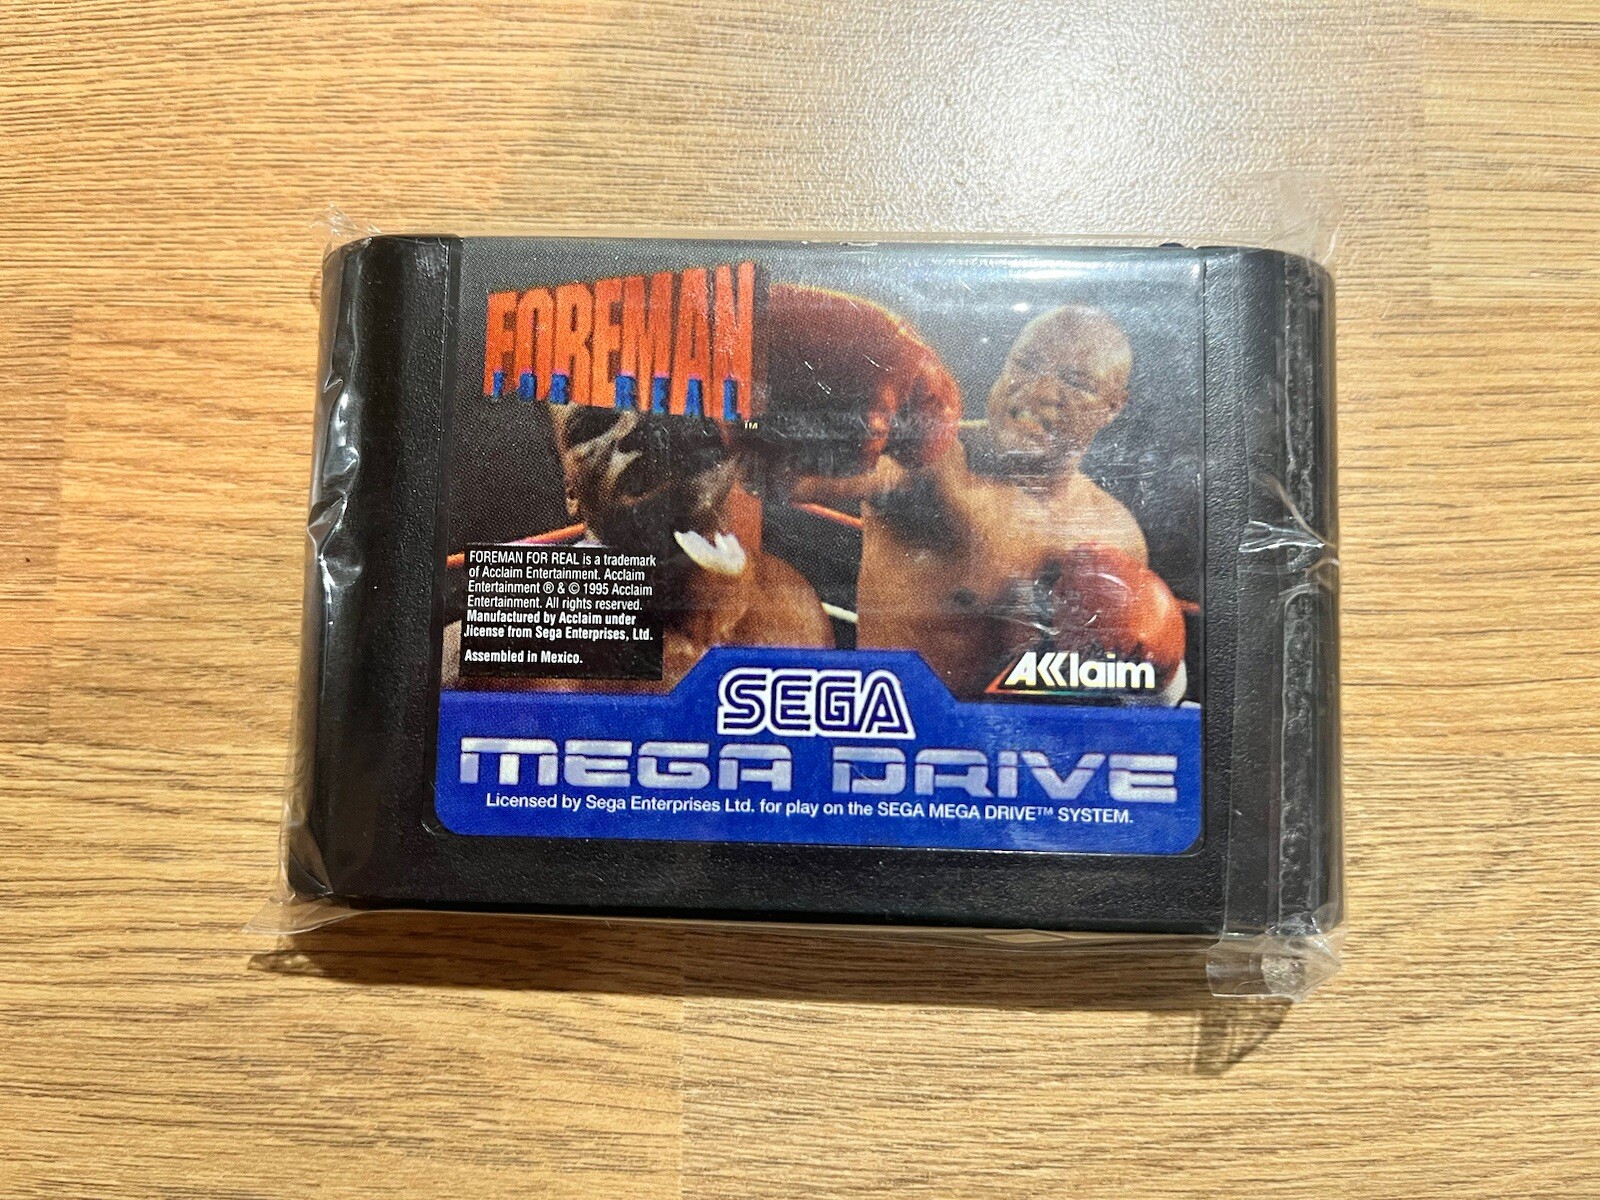 FOREMAN
FOR REAL
TM
FOREMAN FOR REAL is a trademark
of Acclaim Entertainment. Acclaim
Entertainment ® & © 1995 Acclaim
Entertainment. All rights reserved.
Manufactured by Acclaim under
license from Sega Enterprises, Ltd.
Assembled in Mexico.
AKKlaim
SEGA
MEGA DRIVE
Licensed by Sega Enterprises Ltd. for play on the SEGA MEGA DRIVE™ SYSTEM.